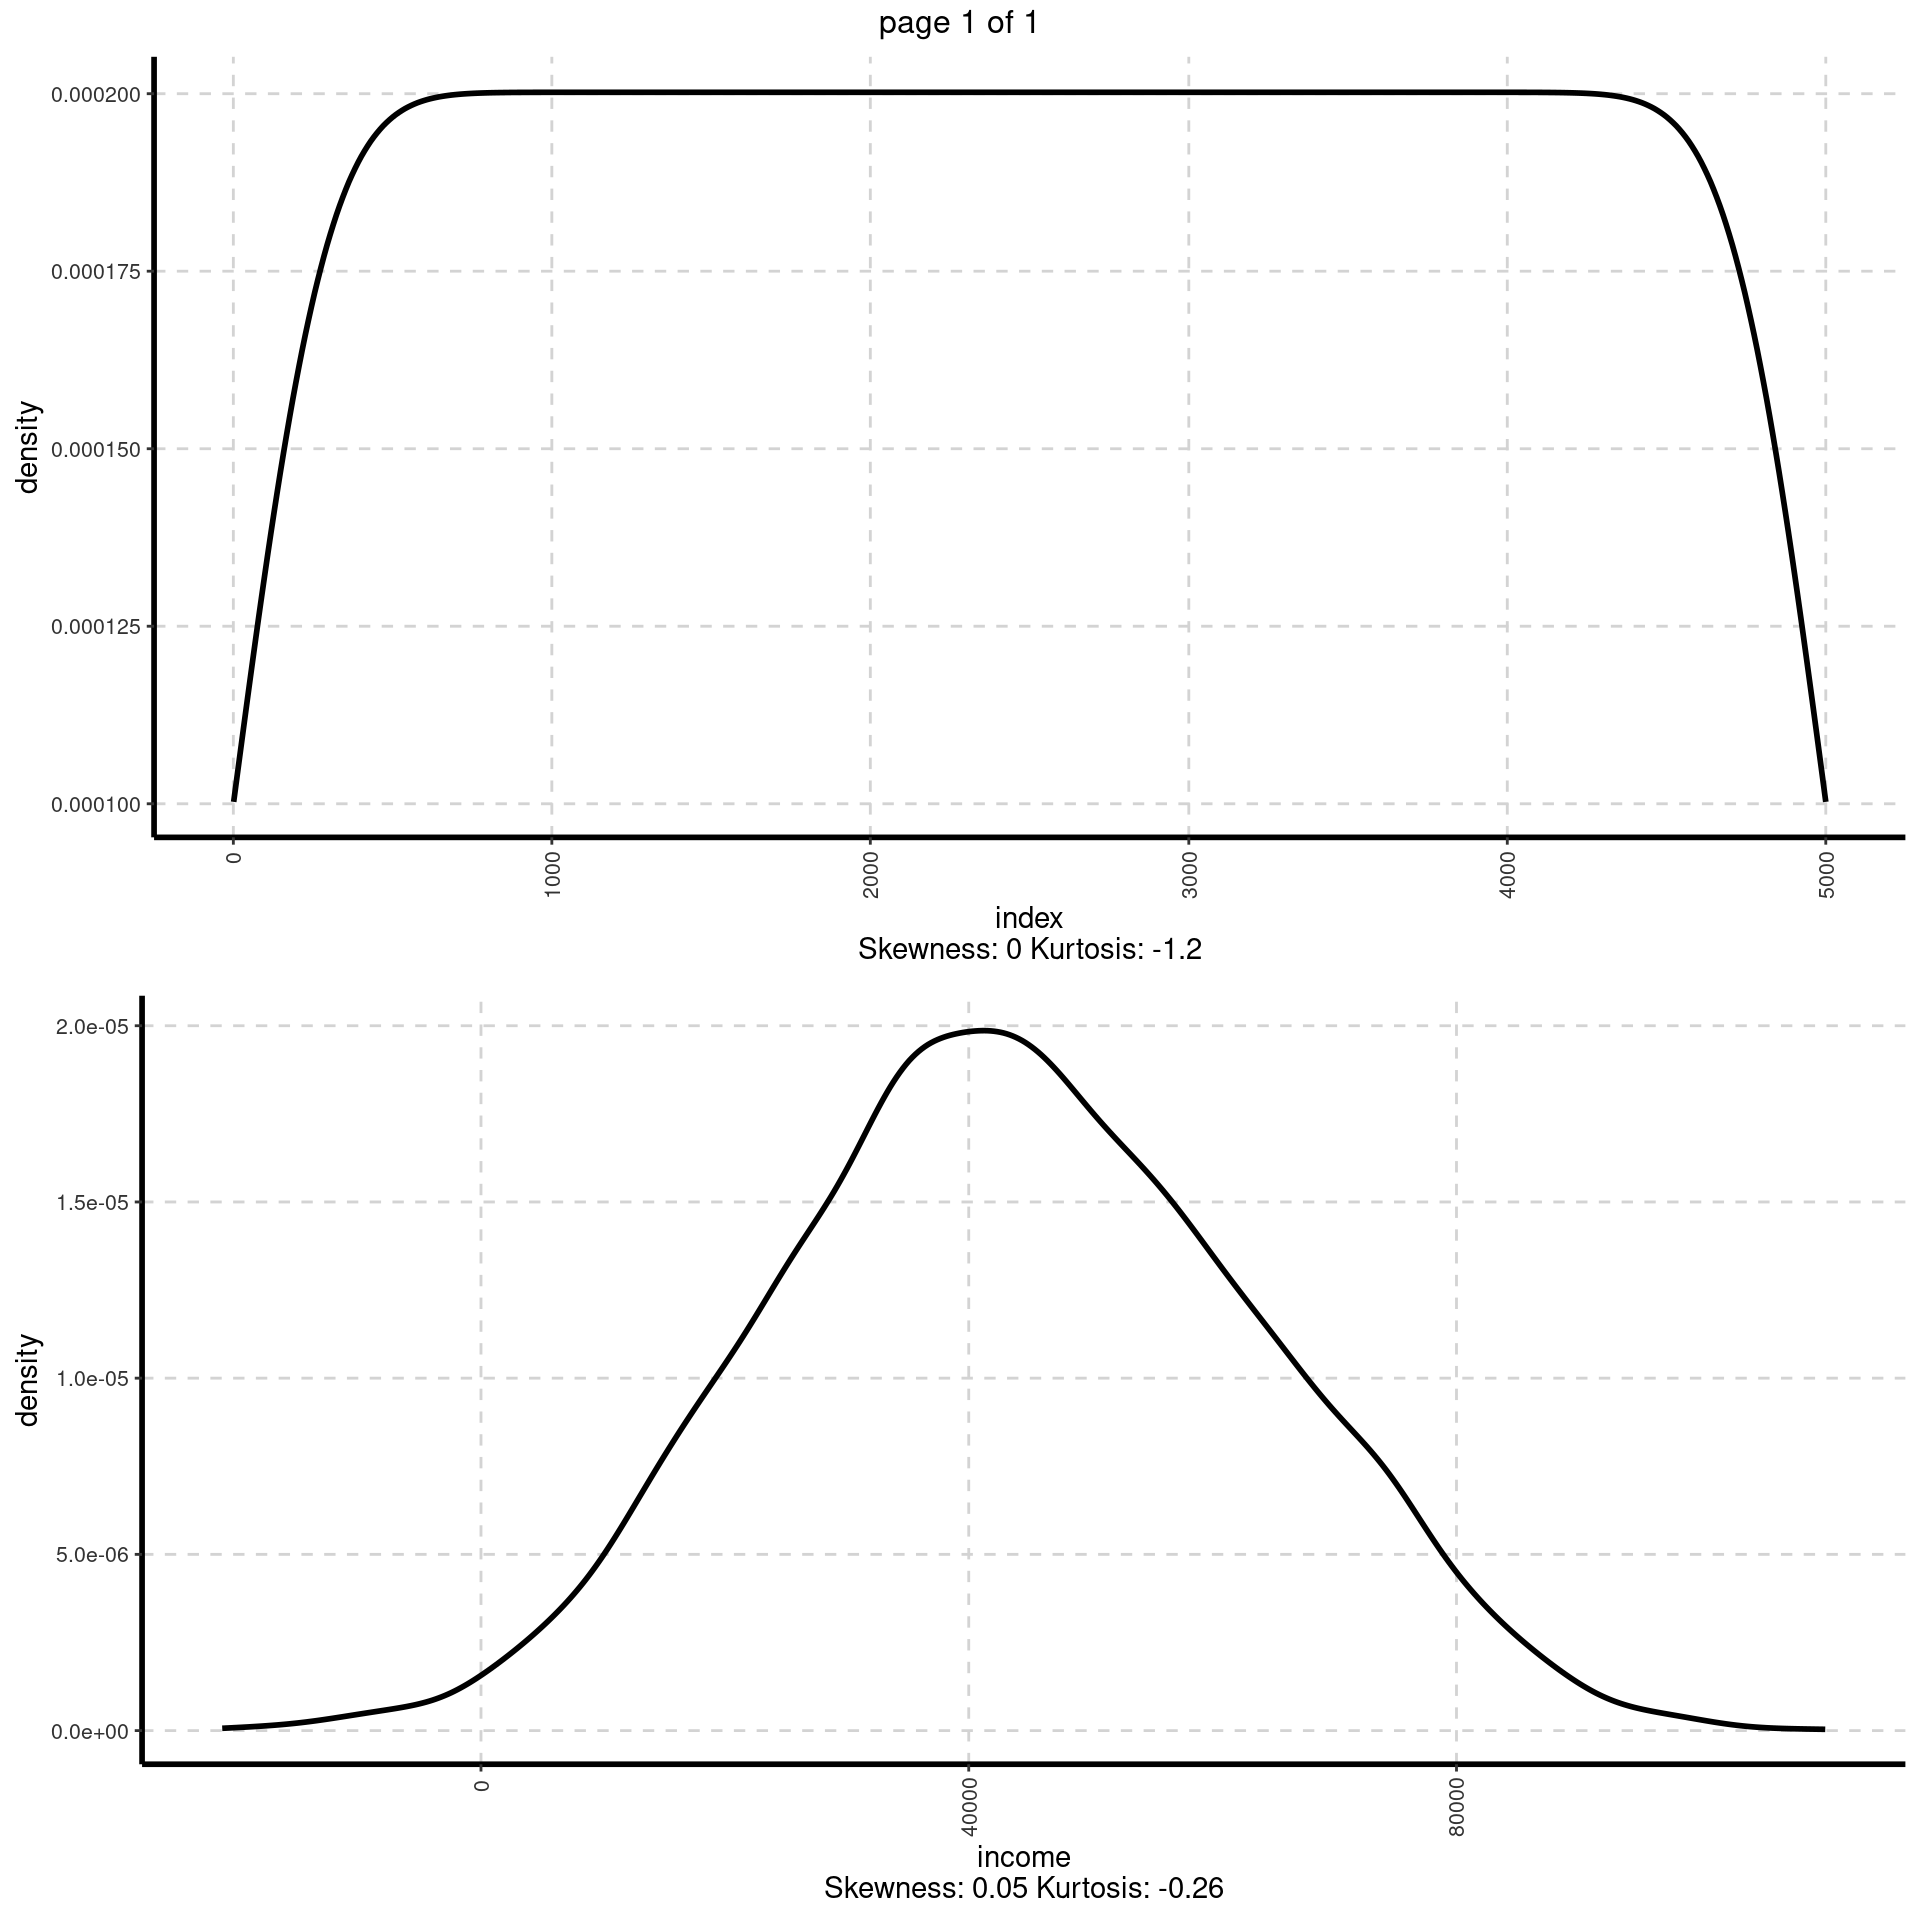 page 1 of 1
0.000200
0.000175
0.000150
0.000125
0.000100
density
0
1000
2000
3000
4000
5000
index
Skewness: 0 Kurtosis: -1.2
2.0e-05
1.5e-05
1.0e-05
5.0e-06
0.0e+00
density
0
40000
80000
income
Skewness: 0.05 Kurtosis: -0.26